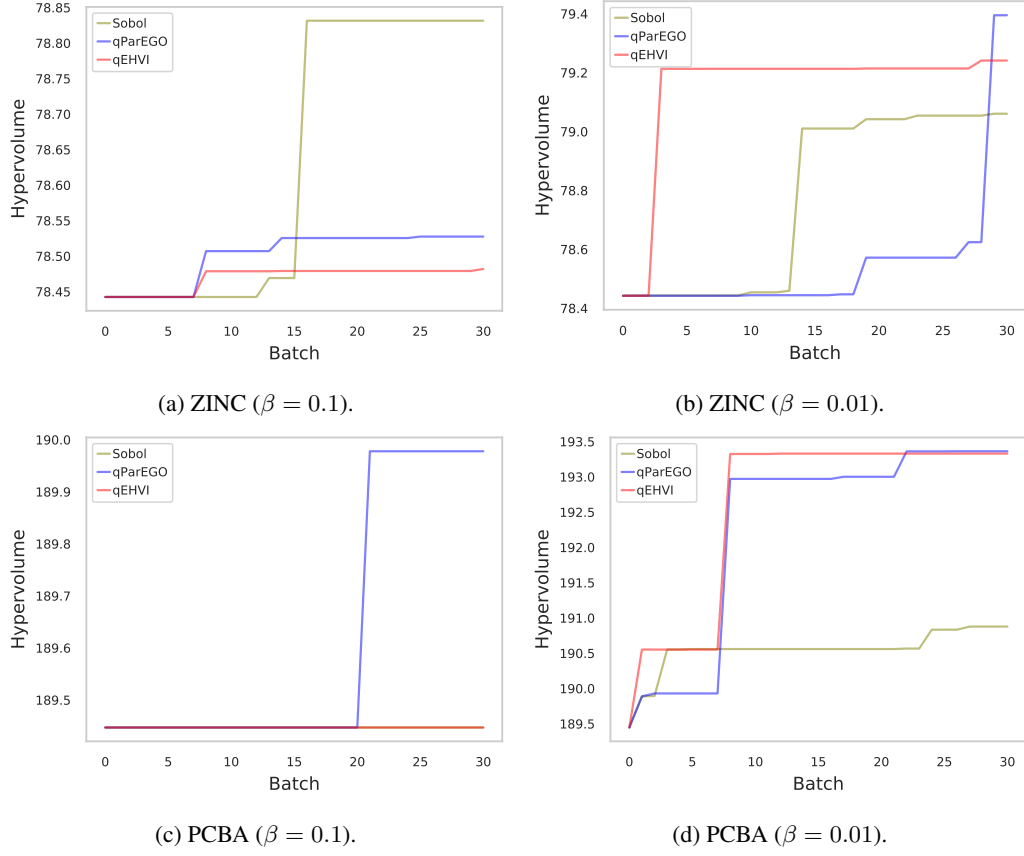 78.85
78.80
78.75
78.70
78.65
78.60
78.55
78.50
78.45
Hypervolume
Sobol
qParEGO
qEHVI
0 5 10 15 20 25 30
Batch
(a) ZINC (β = 0.1).
79.4
79.2
79.0
78.8
78.6
78.4
Hypervolume
Sobol
qParEGO
qEHVI
0 5 10 15 20 25 30
Batch
(b) ZINC (β = 0.01).
190.0
189.9
189.8
189.7
189.6
189.5
Hypervolume
Sobol
qParEGO
qEHVI
0 5 10 15 20 25 30
Batch
(c) PCBA (β = 0.1).
193.5
193.0
192.5
192.0
191.5
191.0
190.5
190.0
189.5
Hypervolume
Sobol
qParEGO
qEHVI
0 5 10 15 20 25 30
Batch
(d) PCBA (β = 0.01).